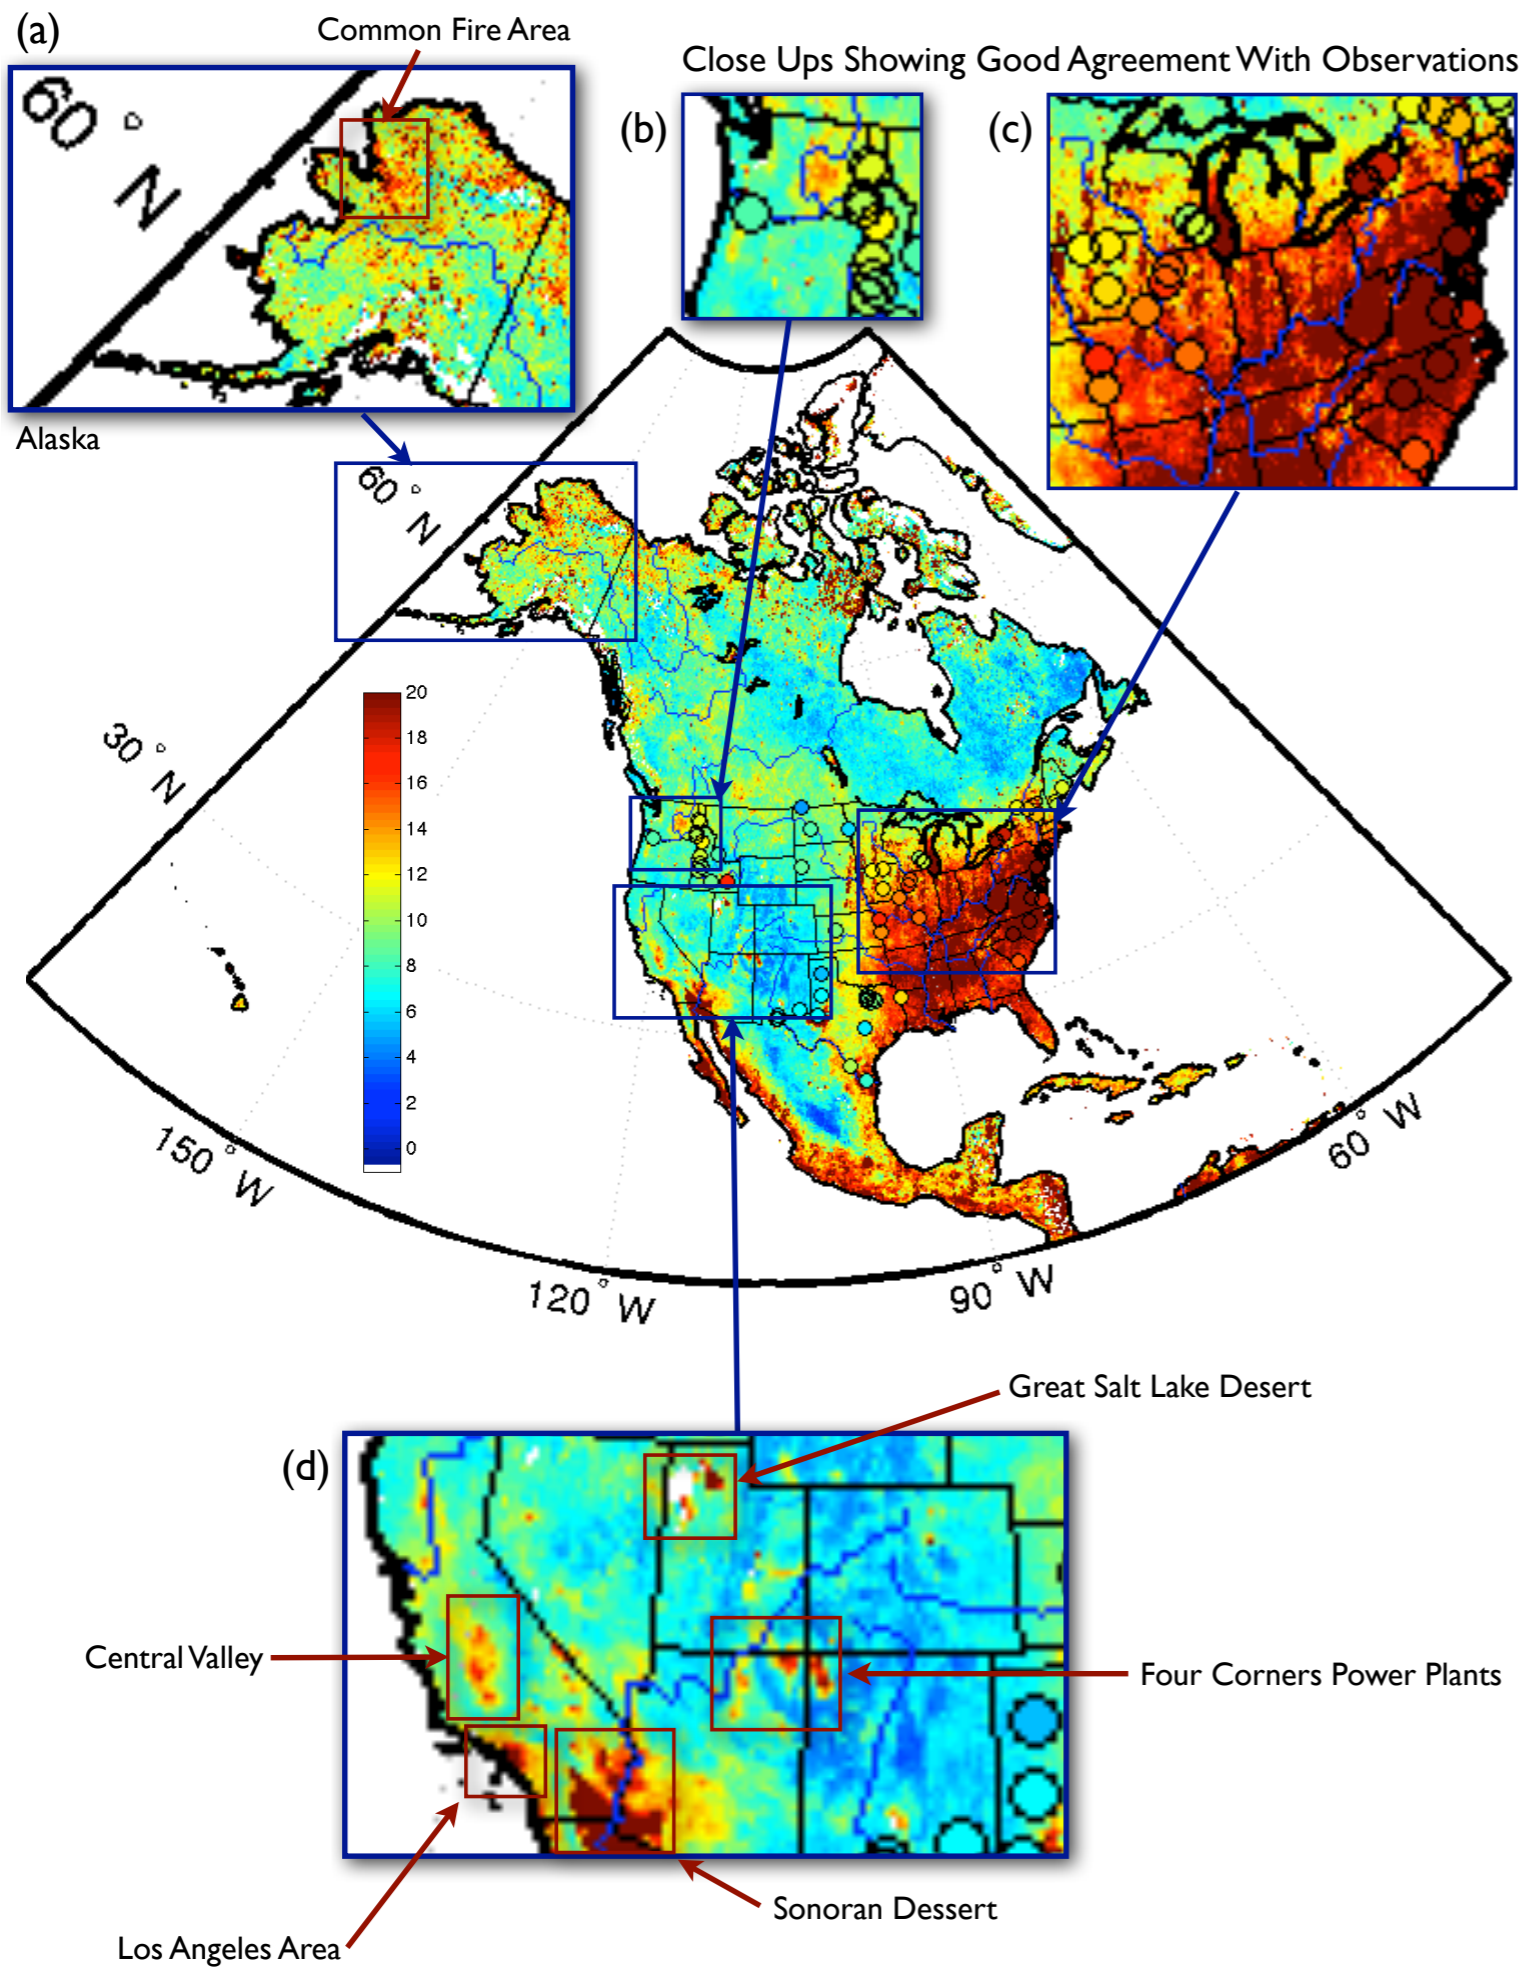 (a)
Common Fire Area
Close Ups Showing Good Agreement With Observations
60° N
(b)
(c)
Alaska
60° N
30° N
20
18
16
14
12
10
8
6
4
2
0
150° W
120° W
90° W
60° W
Great Salt Lake Desert
(d)
Central Valley
Four Corners Power Plants
Sonoran Dessert
Los Angeles Area